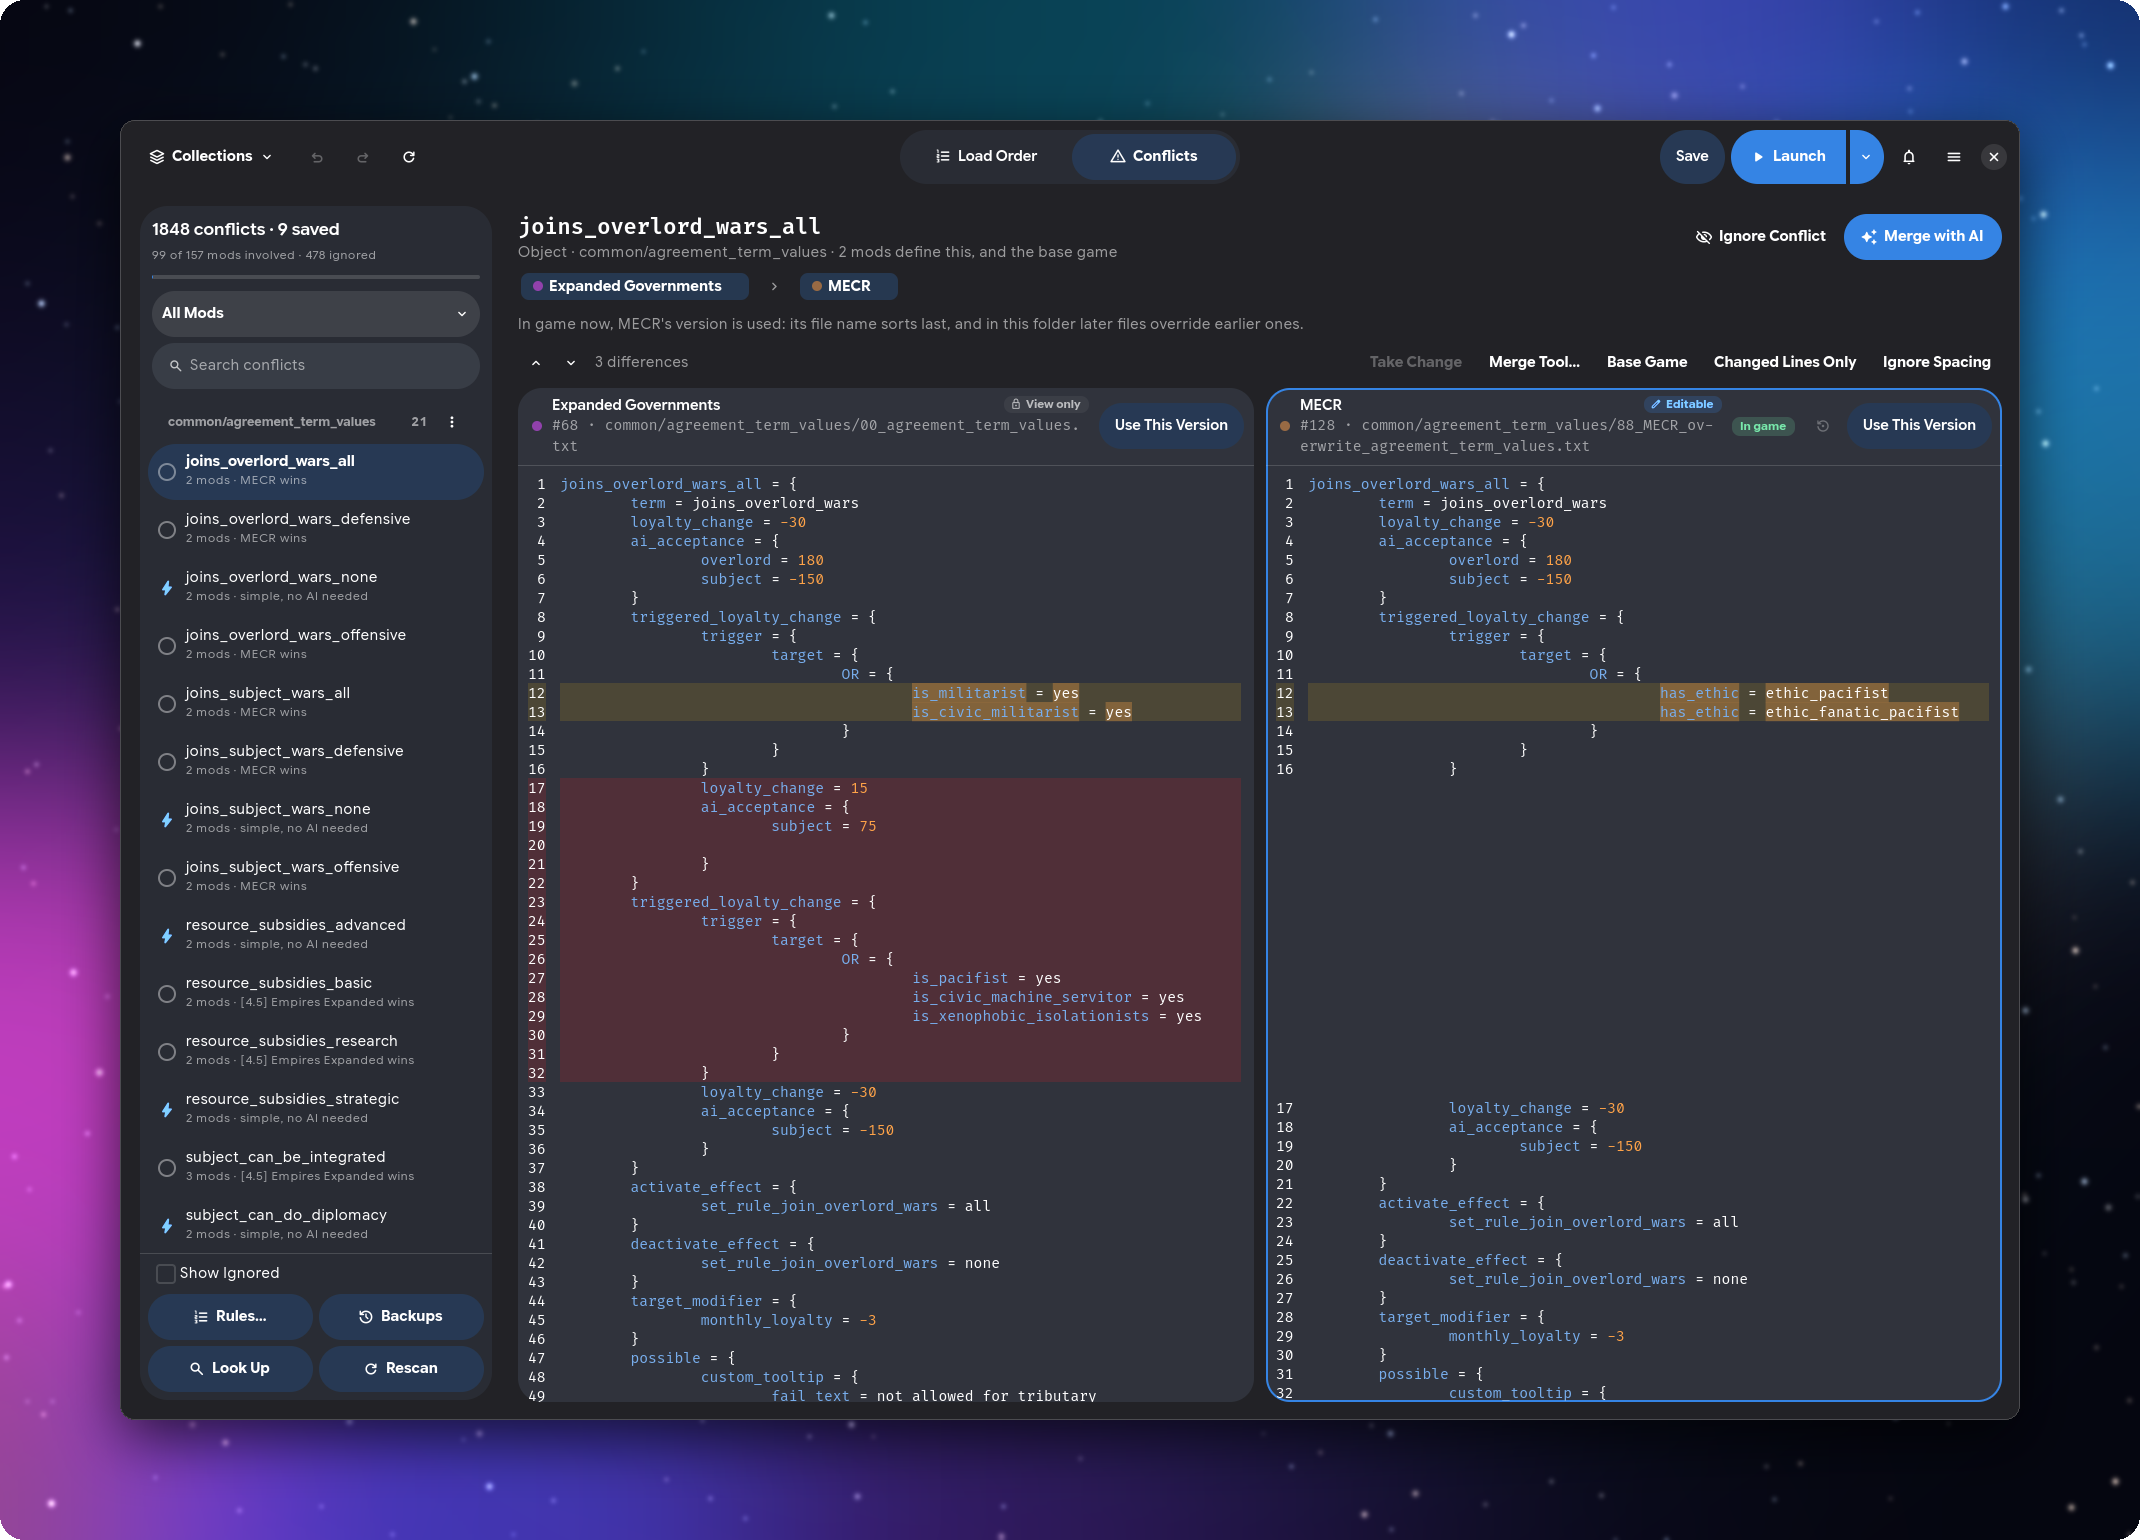 Collections
Load Order
Conflicts
Save
Launch
1848 conflicts · 9 saved
99 of 157 mods involved · 478 ignored
All Mods
Search conflicts
common/agreement_term_values 21
joins_overlord_wars_all
2 mods · MECR wins
joins_overlord_wars_defensive
2 mods · MECR wins
joins_overlord_wars_none
2 mods · simple, no AI needed
joins_overlord_wars_offensive
2 mods · MECR wins
joins_subject_wars_all
2 mods · MECR wins
joins_subject_wars_defensive
2 mods · MECR wins
joins_subject_wars_none
2 mods · simple, no AI needed
joins_subject_wars_offensive
2 mods · MECR wins
resource_subsidies_advanced
2 mods · simple, no AI needed
resource_subsidies_basic
2 mods · [4.5] Empires Expanded wins
resource_subsidies_research
2 mods · [4.5] Empires Expanded wins
resource_subsidies_strategic
2 mods · simple, no AI needed
subject_can_be_integrated
3 mods · [4.5] Empires Expanded wins
subject_can_do_diplomacy
2 mods · simple, no AI needed
Show Ignored
Rules...
Backups
Look Up
Rescan
joins_overlord_wars_all
Object · common/agreement_term_values · 2 mods define this, and the base game
Ignore Conflict
Merge with AI
Expanded Governments
MECR
In game now, MECR's version is used: its file name sorts last, and in this folder later files override earlier ones.
3 differences
Take Change
Merge Tool...
Base Game
Changed Lines Only
Ignore Spacing
Expanded Governments
View only
#68 · common/agreement_term_values/00_agreement_term_values.
txt
Use This Version
1 joins_overlord_wars_all = {
2 term = joins_overlord_wars
3 loyalty_change = -30
4 ai_acceptance = {
5 overlord = 180
6 subject = -150
7 }
8 triggered_loyalty_change = {
9 trigger = {
10 target = {
11 OR = {
12 is_militarist = yes
13 is_civic_militarist = yes
14 }
15 }
16 }
17 loyalty_change = 15
18 ai_acceptance = {
19 subject = 75
20
21 }
22 }
23 triggered_loyalty_change = {
24 trigger = {
25 target = {
26 OR = {
27 is_pacifist = yes
28 is_civic_machine_servitor = yes
29 is_xenophobic_isolationists = yes
30 }
31 }
32 }
33 loyalty_change = -30
34 ai_acceptance = {
35 subject = -150
36 }
37 }
38 activate_effect = {
39 set_rule_join_overlord_wars = all
40 }
41 deactivate_effect = {
42 set_rule_join_overlord_wars = none
43 }
44 target_modifier = {
45 monthly_loyalty = -3
46 }
47 possible = {
48 custom_tooltip = {
49 fail_text = not_allowed_for_tributary
MECR
Editable
#128 · common/agreement_term_values/88_MECR_ov-
erwrite_agreement_term_values.txt
In game
Use This Version
1 joins_overlord_wars_all = {
2 term = joins_overlord_wars
3 loyalty_change = -30
4 ai_acceptance = {
5 overlord = 180
6 subject = -150
7 }
8 triggered_loyalty_change = {
9 trigger = {
10 target = {
11 OR = {
12 has_ethic = ethic_pacifist
13 has_ethic = ethic_fanatic_pacifist
14 }
15 }
16 }
17 loyalty_change = -30
18 ai_acceptance = {
19 subject = -150
20 }
21 }
22 activate_effect = {
23 set_rule_join_overlord_wars = all
24 }
25 deactivate_effect = {
26 set_rule_join_overlord_wars = none
27 }
28 target_modifier = {
29 monthly_loyalty = -3
30 }
31 possible = {
32 custom_tooltip = {